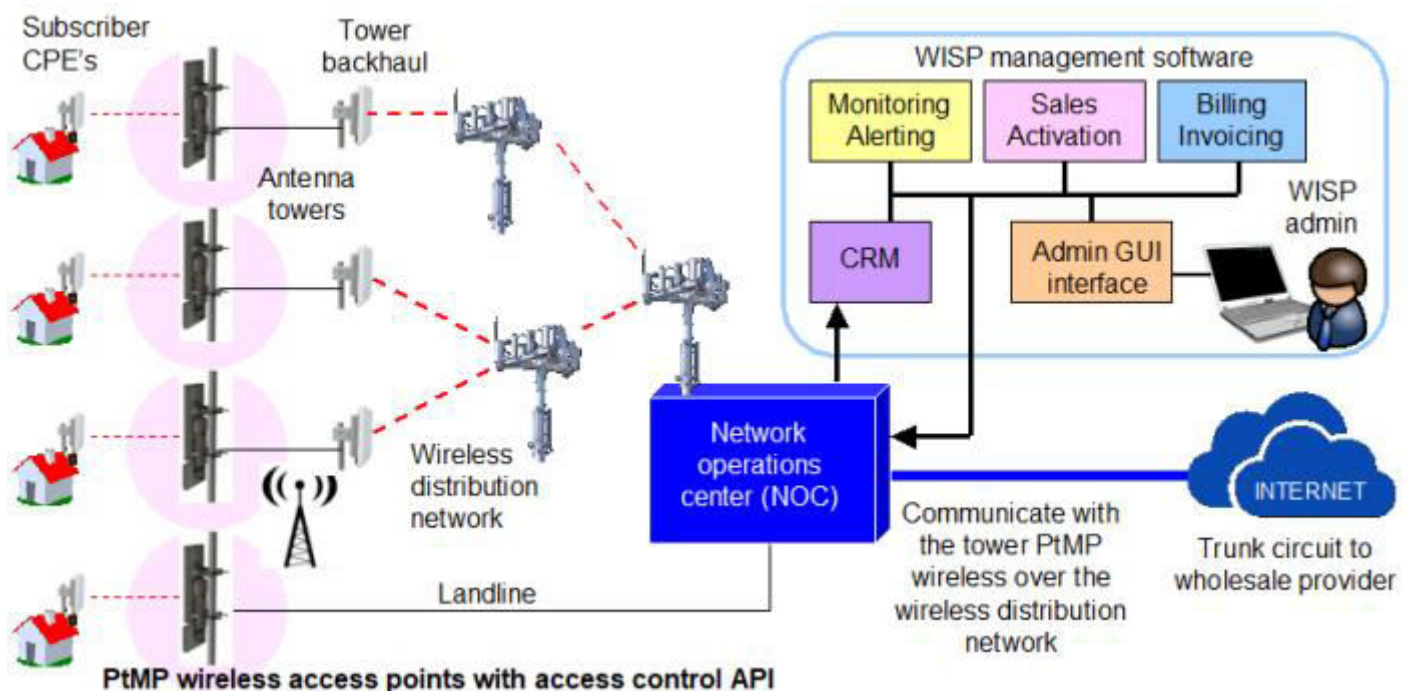 Subscriber
CPE's
Tower
backhaul
Antenna
towers
Wireless
distribution
network
Landline
PtMP wireless access points with access control API
WISP management software
Monitoring
Alerting
Sales
Activation
Billing
Invoicing
CRM
Admin GUI
interface
WISP
admin
Network
operations
center (NOC)
Communicate with
the tower PtMP
wireless over the
wireless distribution
network
INTERNET
Trunk circuit to
wholesale provider